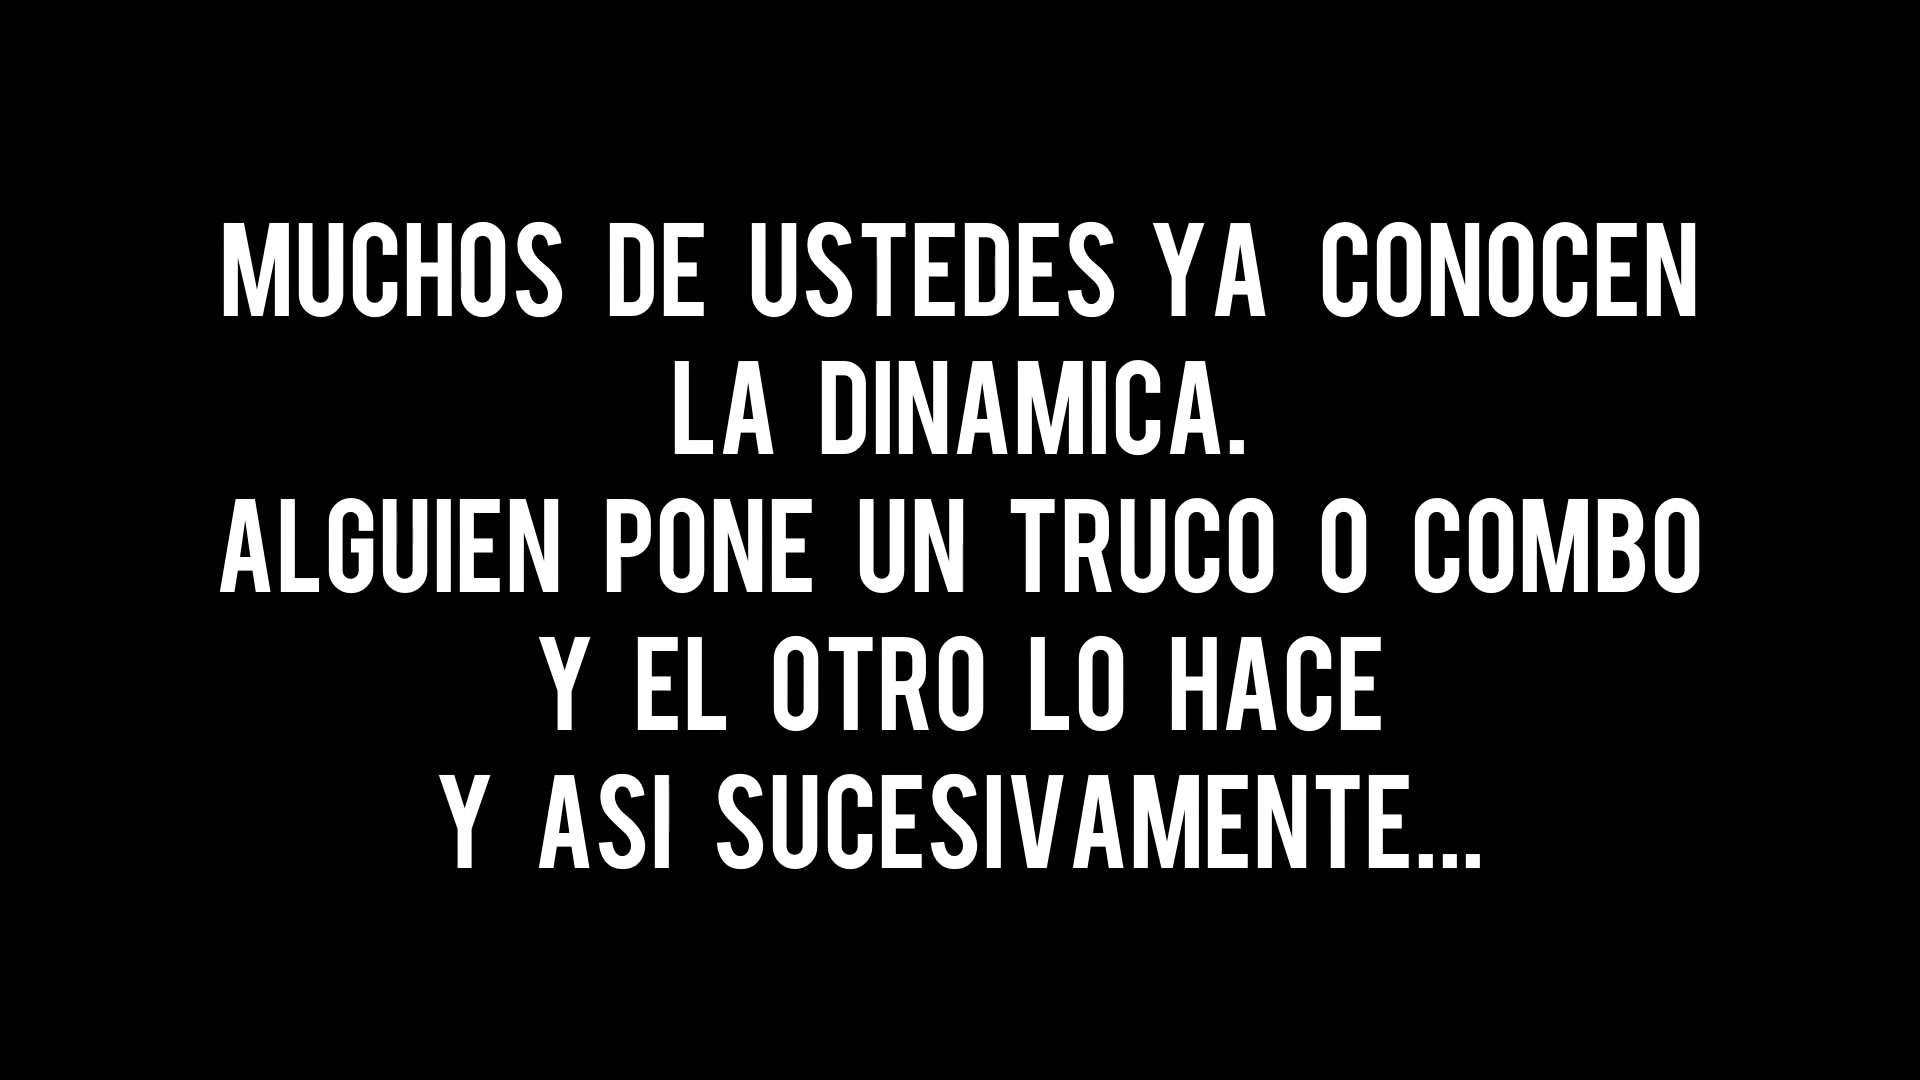 MUCHOS DE USTEDES YA CONOCEN
LA DINAMICA.
ALGUIEN PONE UN TRUCO O COMBO
Y EL OTRO LO HACE
Y ASI SUCESIVAMENTE...